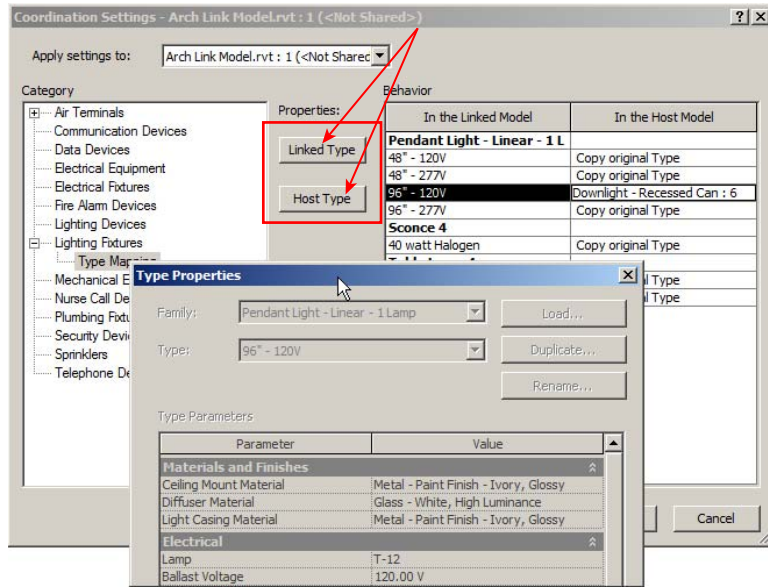 Coordination Settings - Arch Link Model.rvt : 1 (<Not Shared>)
Apply settings to:
Arch Link Model.rvt : 1 (<Not Sharec
Category
Air Terminals
Communication Devices
Data Devices
Electrical Equipment
Electrical Fixtures
Fire Alarm Devices
Lighting Devices
Lighting Fixtures
Type Mapping
Mechanical E
Nurse Call De
Plumbing Fixtu
Security Devi
Sprinklers
Telephone De
Properties:
Linked Type
Host Type
Behavior
In the Linked Model In the Host Model
Pendant Light - Linear - 1 L
48" - 120V Copy original Type
48" - 277V Copy original Type
96" - 120V Downlight - Recessed Can : 6
96" - 277V Copy original Type
Sconce 4
40 watt Halogen Copy original Type
al Type
al Type
Type Properties
Family: Pendant Light - Linear - 1 Lamp Load...
Type: 96" - 120V Duplicate...
Rename...
Type Parameters
Parameter Value
Materials and Finishes
Ceiling Mount Material Metal - Paint Finish - Ivory, Glossy
Diffuser Material Glass - White, High Luminance
Light Casing Material Metal - Paint Finish - Ivory, Glossy
Electrical
Lamp T-12
Ballast Voltage 120.00 V
Cancel